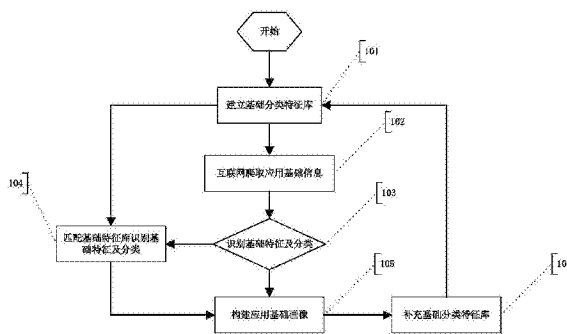 开始
101
建立基础分类特征库
102
互联网爬取应用基础信息
103
104
识别基础特征及分类
匹配基础特征库识别基
础特征及分类
105
10
构建应用基础画像
补充基础分类特征库